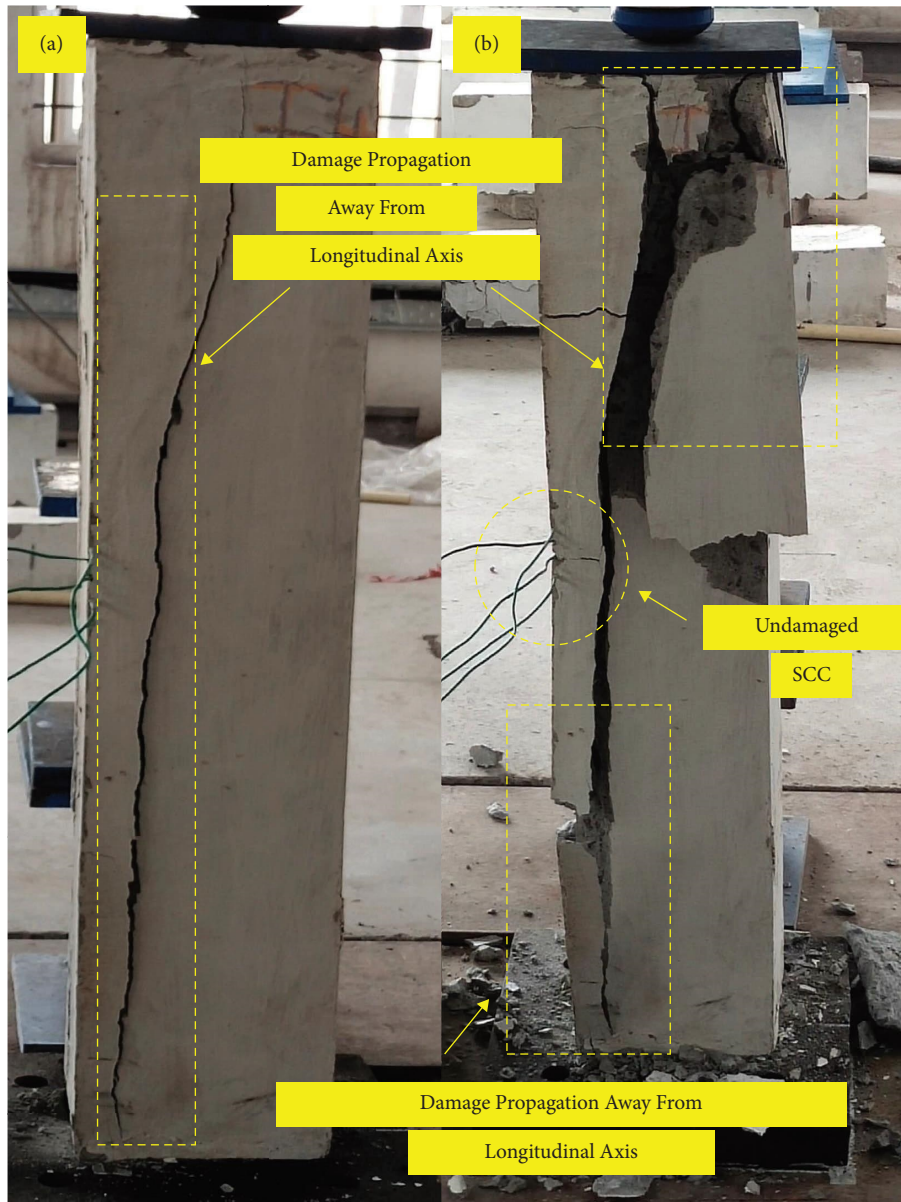 (a)
(b)
Damage Propagation
Away From
Longitudinal Axis
Undamaged
SCC
Damage Propagation Away From
Longitudinal Axis